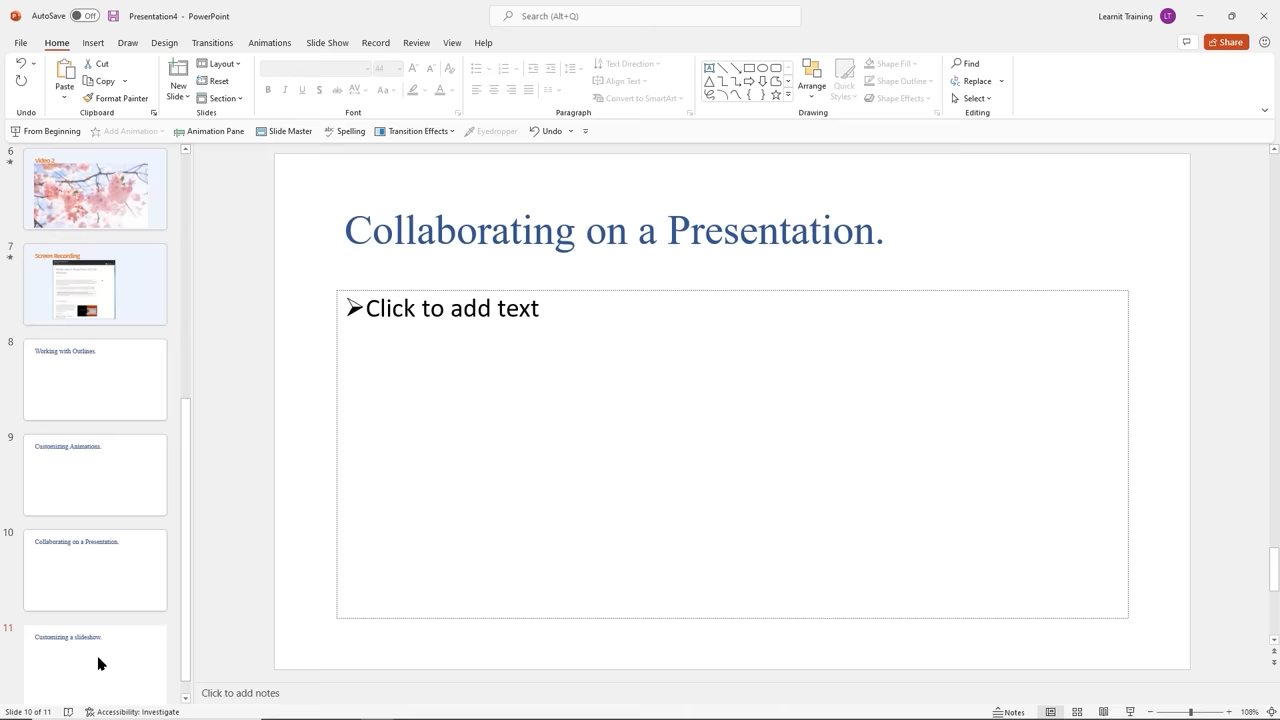 AutoSave Off Presentation4 - PowerPoint Search (Alt+Q) Learnit Training LT
File Home Insert Draw Design Transitions Animations Slide Show Record Review View Help Share
Undo
Paste
Cut
Copy
Format Painter
Clipboard
New Slide
Layout
Reset
Section
Slides
44
Font
Text Direction
Align Text
Convert to SmartArt
Paragraph
Arrange
Quick Styles
Shape Fill
Shape Outline
Shape Effects
Drawing
Find
Replace
Select
Editing
From Beginning Add Animation Animation Pane Slide Master Spelling Transition Effects Eyedropper Undo
6
Video 2
7
Screen Recording
8
Working with Outlines.
9
Customizing Animations.
10
Collaborating on a Presentation.
11
Customizing a slideshow.
Collaborating on a Presentation.
Click to add text
Click to add notes
Slide 10 of 11 Accessibility: Investigate Notes 108%